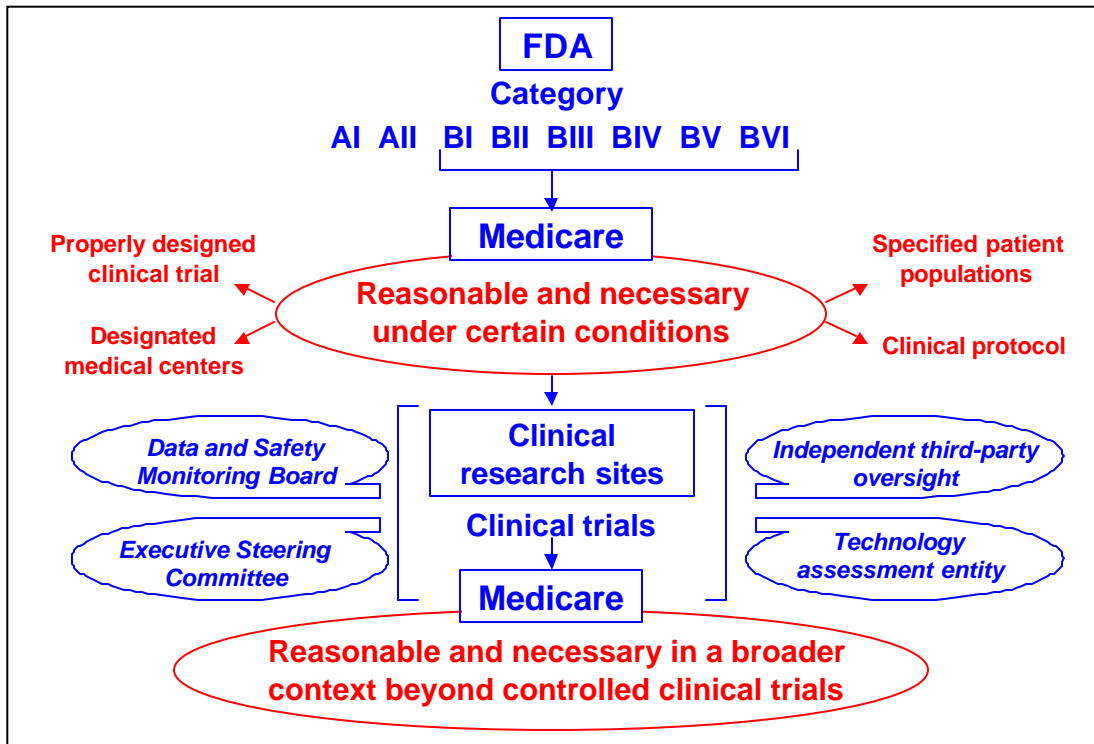 FDA
Category
AI AII BI BII BIII BIV BV BVI
Medicare
Properly designed
clinical trial
Specified patient
populations
Reasonable and necessary
under certain conditions
Designated
medical centers
Clinical protocol
Clinical
research sites
Data and Safety
Monitoring Board
Independent third-party
oversight
Clinical trials
Executive Steering
Committee
Technology
assessment entity
Medicare
Reasonable and necessary in a broader
context beyond controlled clinical trials